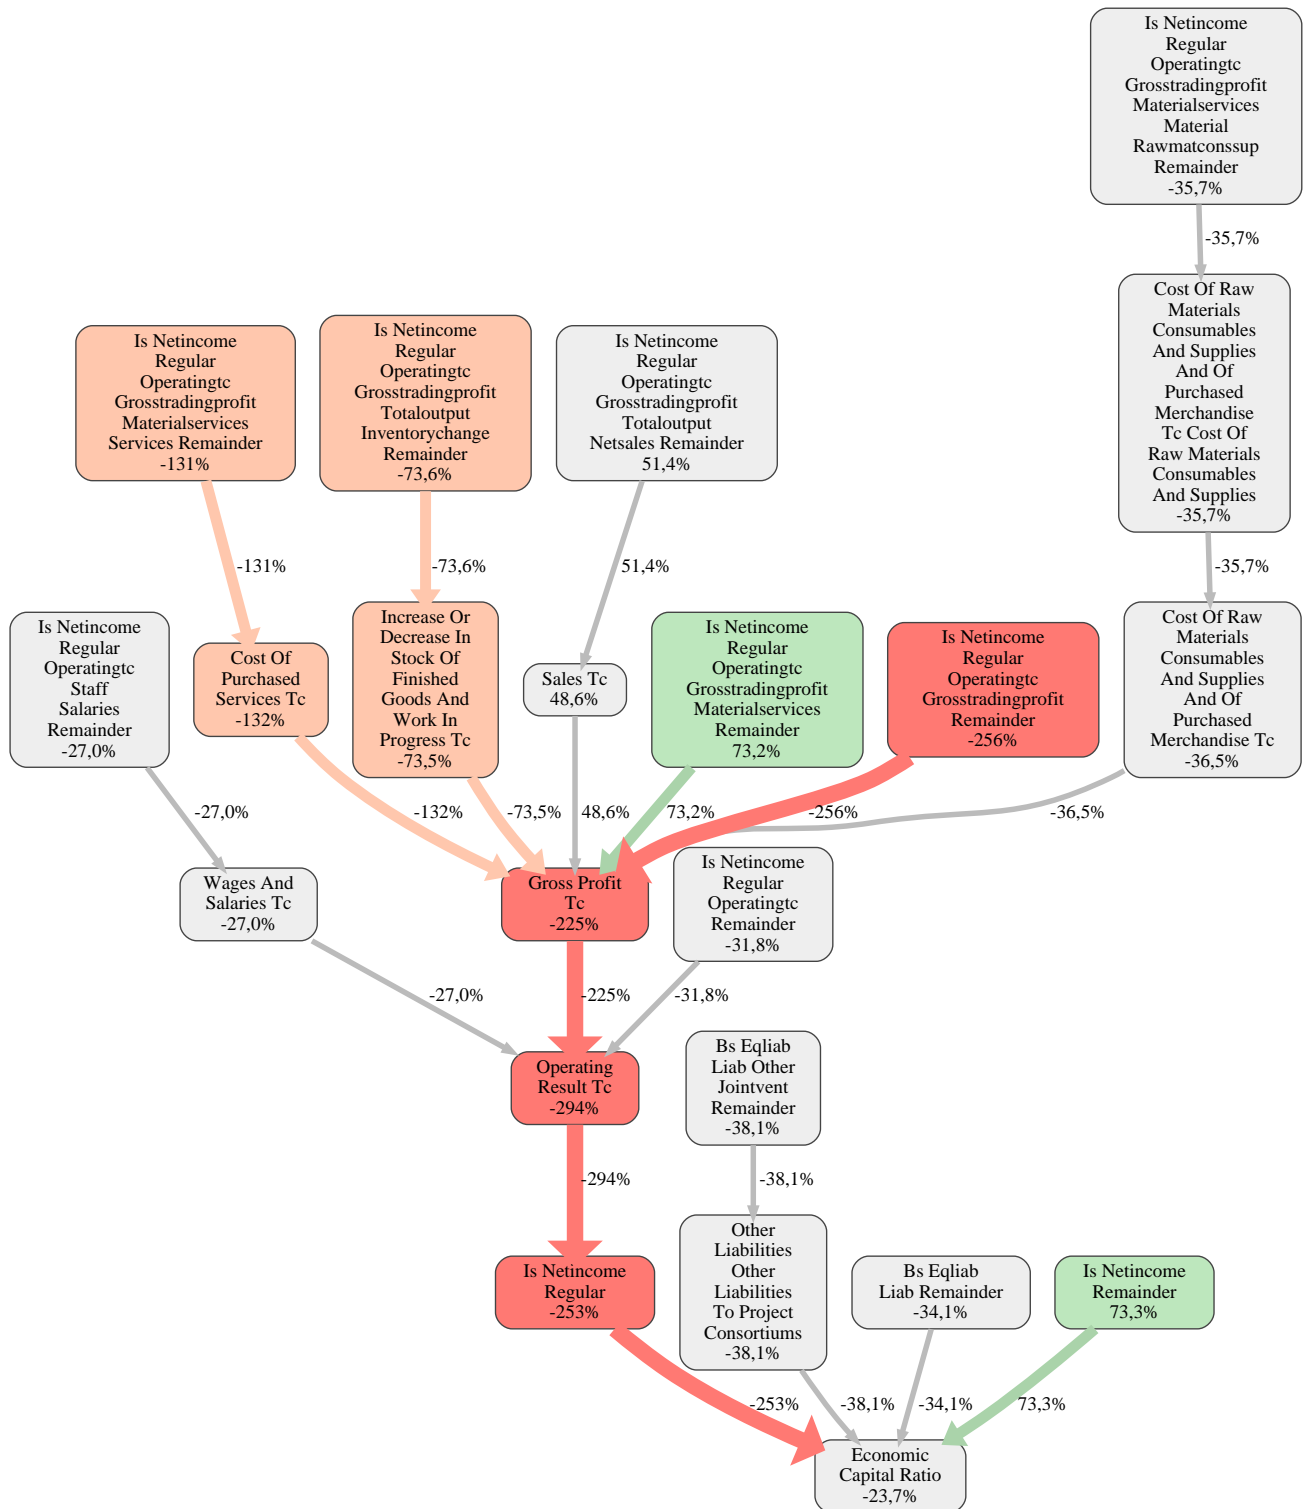 Is Netincome
Regular
Operatingtc
Grosstradingprofit
Materialservices
Material
Rawmatconssup
Remainder
-35,7%
-35,7%
Cost Of Raw
Materials
Consumables
And Supplies
And Of
Purchased
Merchandise
Tc Cost Of
Raw Materials
Consumables
And Supplies
-35,7%
Is Netincome
Regular
Operatingtc
Grosstradingprofit
Materialservices
Services Remainder
-131%
Is Netincome
Regular
Operatingtc
Grosstradingprofit
Totaloutput
Inventorychange
Remainder
-73,6%
Is Netincome
Regular
Operatingtc
Grosstradingprofit
Totaloutput
Netsales Remainder
51,4%
-131%
-73,6%
51,4%
-35,7%
Is Netincome
Regular
Operatingtc
Staff
Salaries
Remainder
-27,0%
Cost Of
Purchased
Services Tc
-132%
Increase Or
Decrease In
Stock Of
Finished
Goods And
Work In
Progress Tc
-73,5%
Sales Tc
48,6%
Is Netincome
Regular
Operatingtc
Grosstradingprofit
Materialservices
Remainder
73,2%
Is Netincome
Regular
Operatingtc
Grosstradingprofit
Remainder
-256%
Cost Of Raw
Materials
Consumables
And Supplies
And Of
Purchased
Merchandise Tc
-36,5%
-27,0%
-132%
-73,5%
48,6%
73,2%
-256%
-36,5%
Wages And
Salaries Tc
-27,0%
Gross Profit
Tc
-225%
Is Netincome
Regular
Operatingtc
Remainder
-31,8%
-27,0%
-225%
-31,8%
Operating
Result Tc
-294%
Bs Eqliab
Liab Other
Jointvent
Remainder
-38,1%
-294%
-38,1%
Is Netincome
Regular
-253%
Other
Liabilities
Other
Liabilities
To Project
Consortiums
-38,1%
Bs Eqliab
Liab Remainder
-34,1%
Is Netincome
Remainder
73,3%
-253%
-38,1%
-34,1%
73,3%
Economic
Capital Ratio
-23,7%